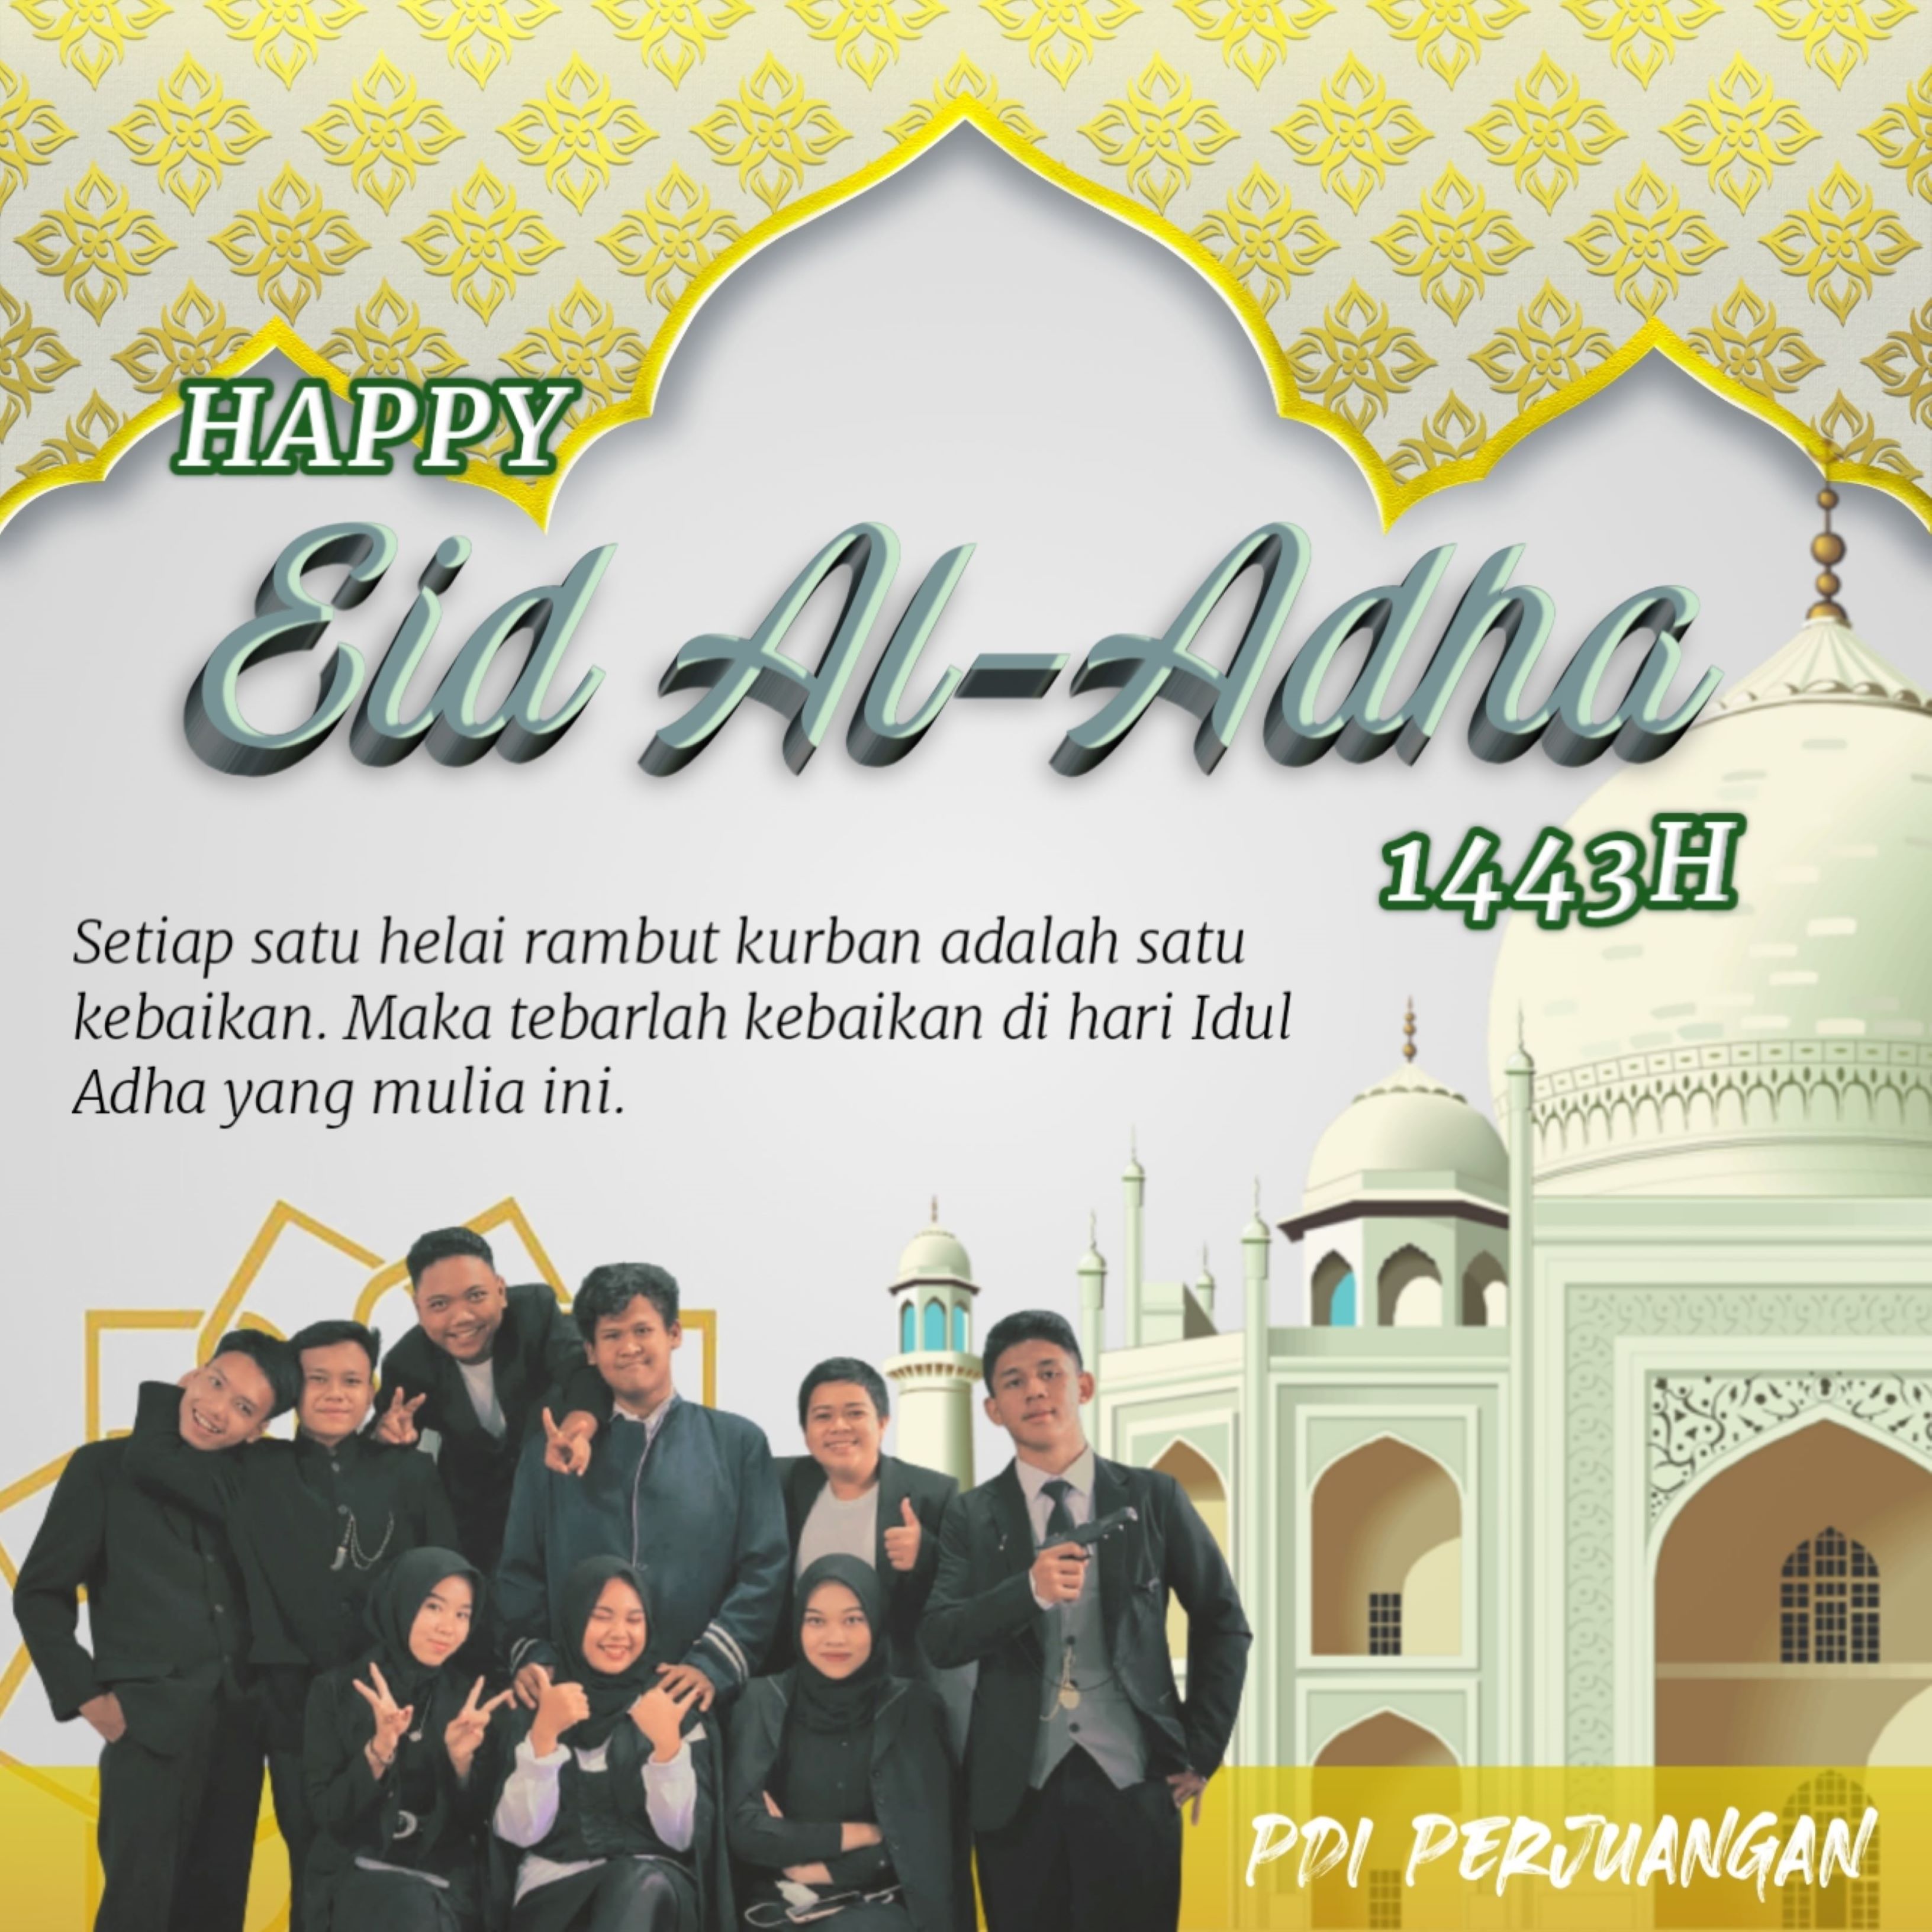 HAPPY
Eid Al-Adha
1443H
Setiap satu helai rambut kurban adalah satu
kebaikan. Maka tebarlah kebaikan di hari Idul
Adha yang mulia ini.
PDI PERJUANGAN